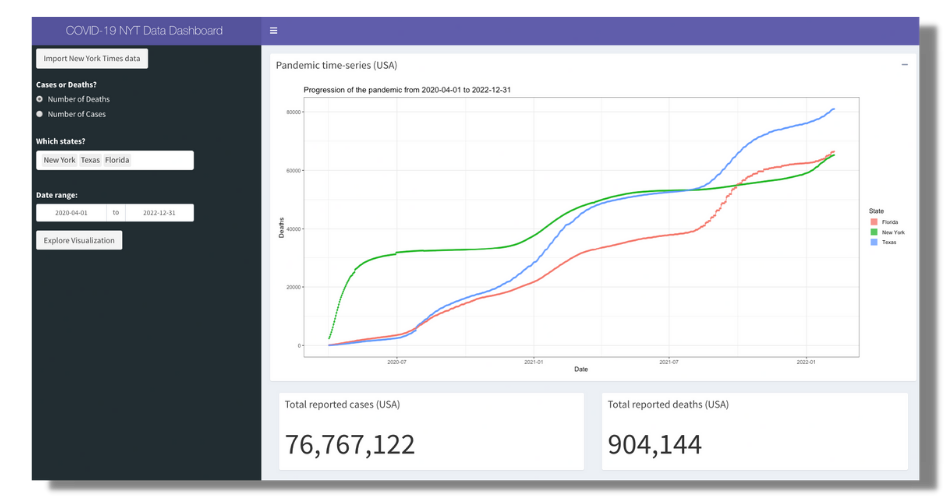 COVID-19 NYT Data Dashboard
Import New York Times data
Cases or Deaths?
Number of Deaths
Number of Cases
Which states?
New York Texas Florida
Date range:
2020-04-01 to 2022-12-31
Explore Visualization
Pandemic time-series (USA)
Progression of the pandemic from 2020-04-01 to 2022-12-31
Deaths
80000
60000
40000
20000
0
2020-07 2021-01 2021-07 2022-01
Date
State
Florida
New York
Texas
Total reported cases (USA)
76,767,122
Total reported deaths (USA)
904,144